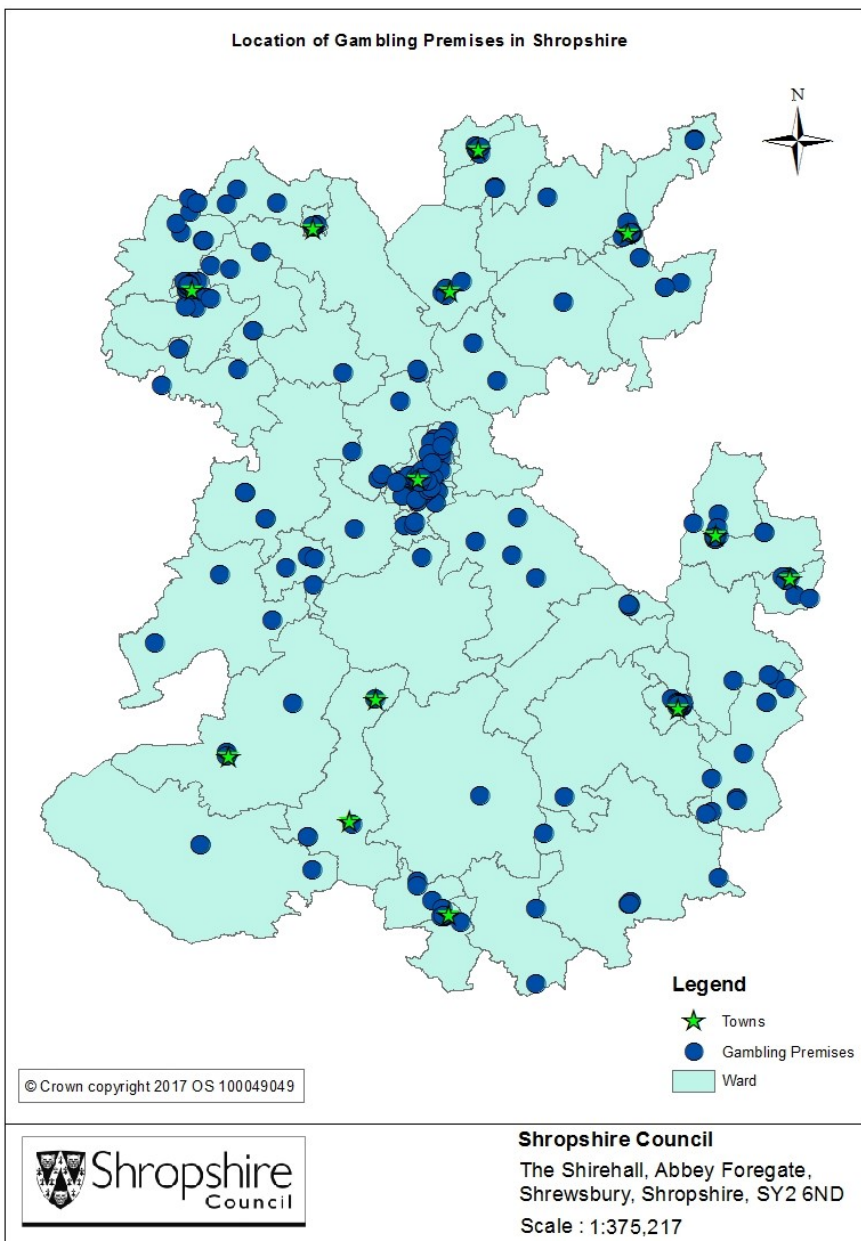 Location of Gambling Premises in Shropshire
N
Legend
Towns
Gambling Premises
Ward
© Crown copyright 2017 OS 100049049
Shropshire
Council
Shropshire Council
The Shirehall, Abbey Foregate,
Shrewsbury, Shropshire, SY2 6ND
Scale : 1:375,217